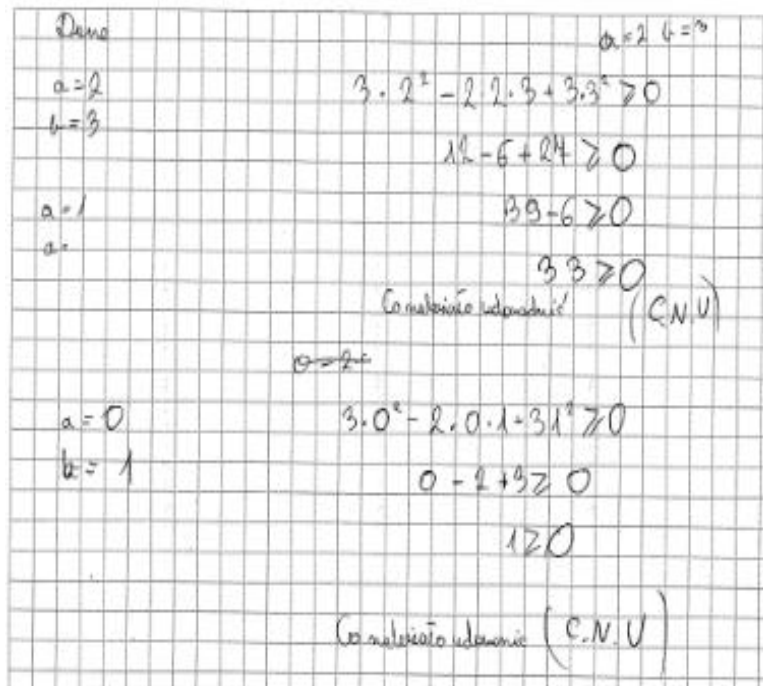 Dane
a = 2 b = 3
a = 2
b = 3
3 · 2² - 2 2 · 3 + 3 · 3² ⩾ 0
12 - 6 + 27 ⩾ 0
a = 1
a =
39 - 6 ⩾ 0
33 ⩾ 0
Co należało udowodnić (C.N.U)
a = 0
b = 1
3 · 0² - 2 · 0 · 1 + 3 1² ⩾ 0
0 - 2 + 3 ⩾ 0
1 ⩾ 0
Co należało (C.N.U)